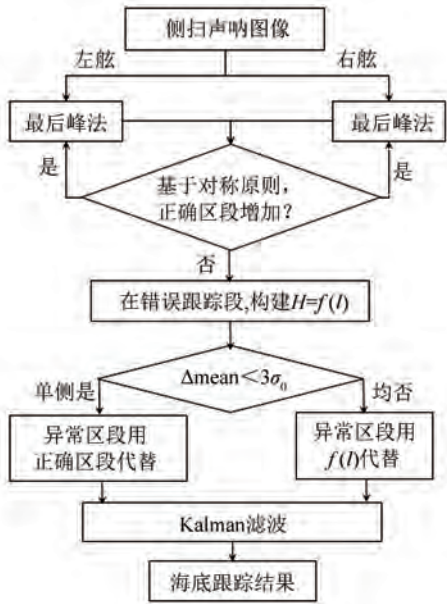 侧扫声呐图像
左舷
右舷
最后峰法
最后峰法
是
是
基于对称原则，
正确区段增加？
否
在错误跟踪段,构建H=f(l)
Δmean＜3σ₀
单侧是
均否
异常区段用
正确区段代替
异常区段用
f(l)代替
Kalman滤波
海底跟踪结果